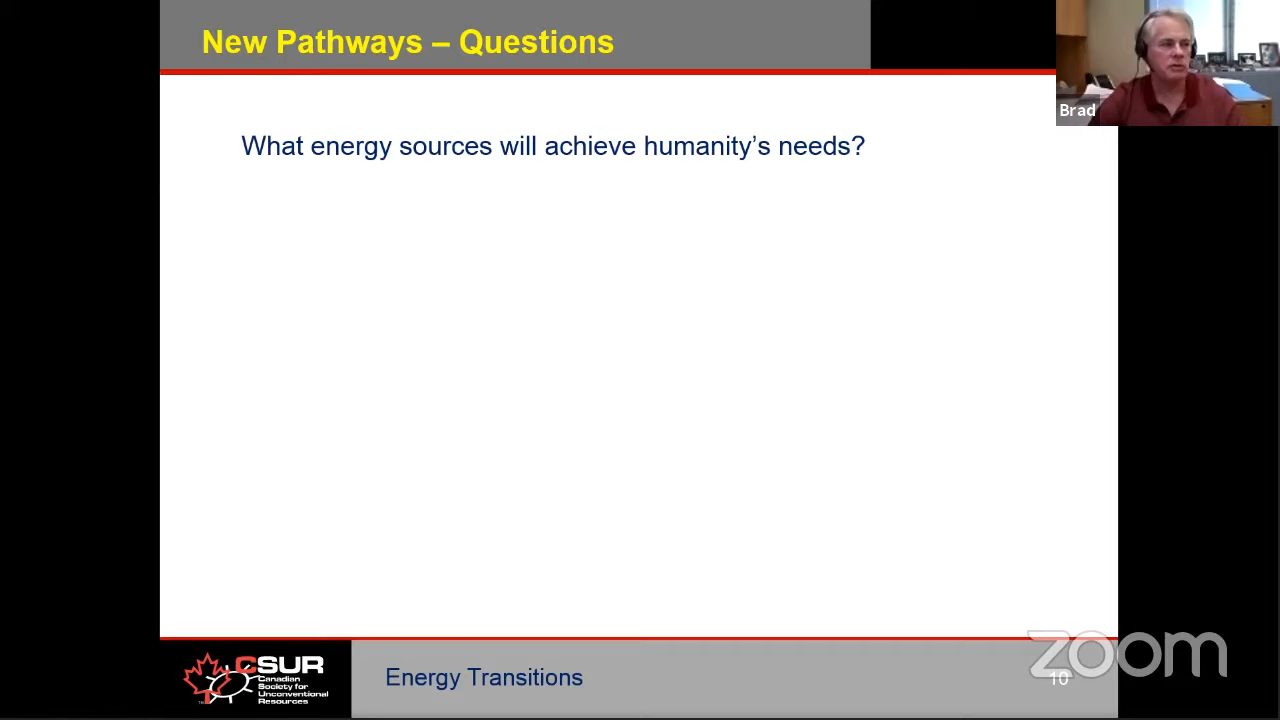 New Pathways – Questions
Brad
What energy sources will achieve humanity’s needs?
CSUR
Canadian
Society for
Unconventional
Resources
TM
Energy Transitions
zoom
10